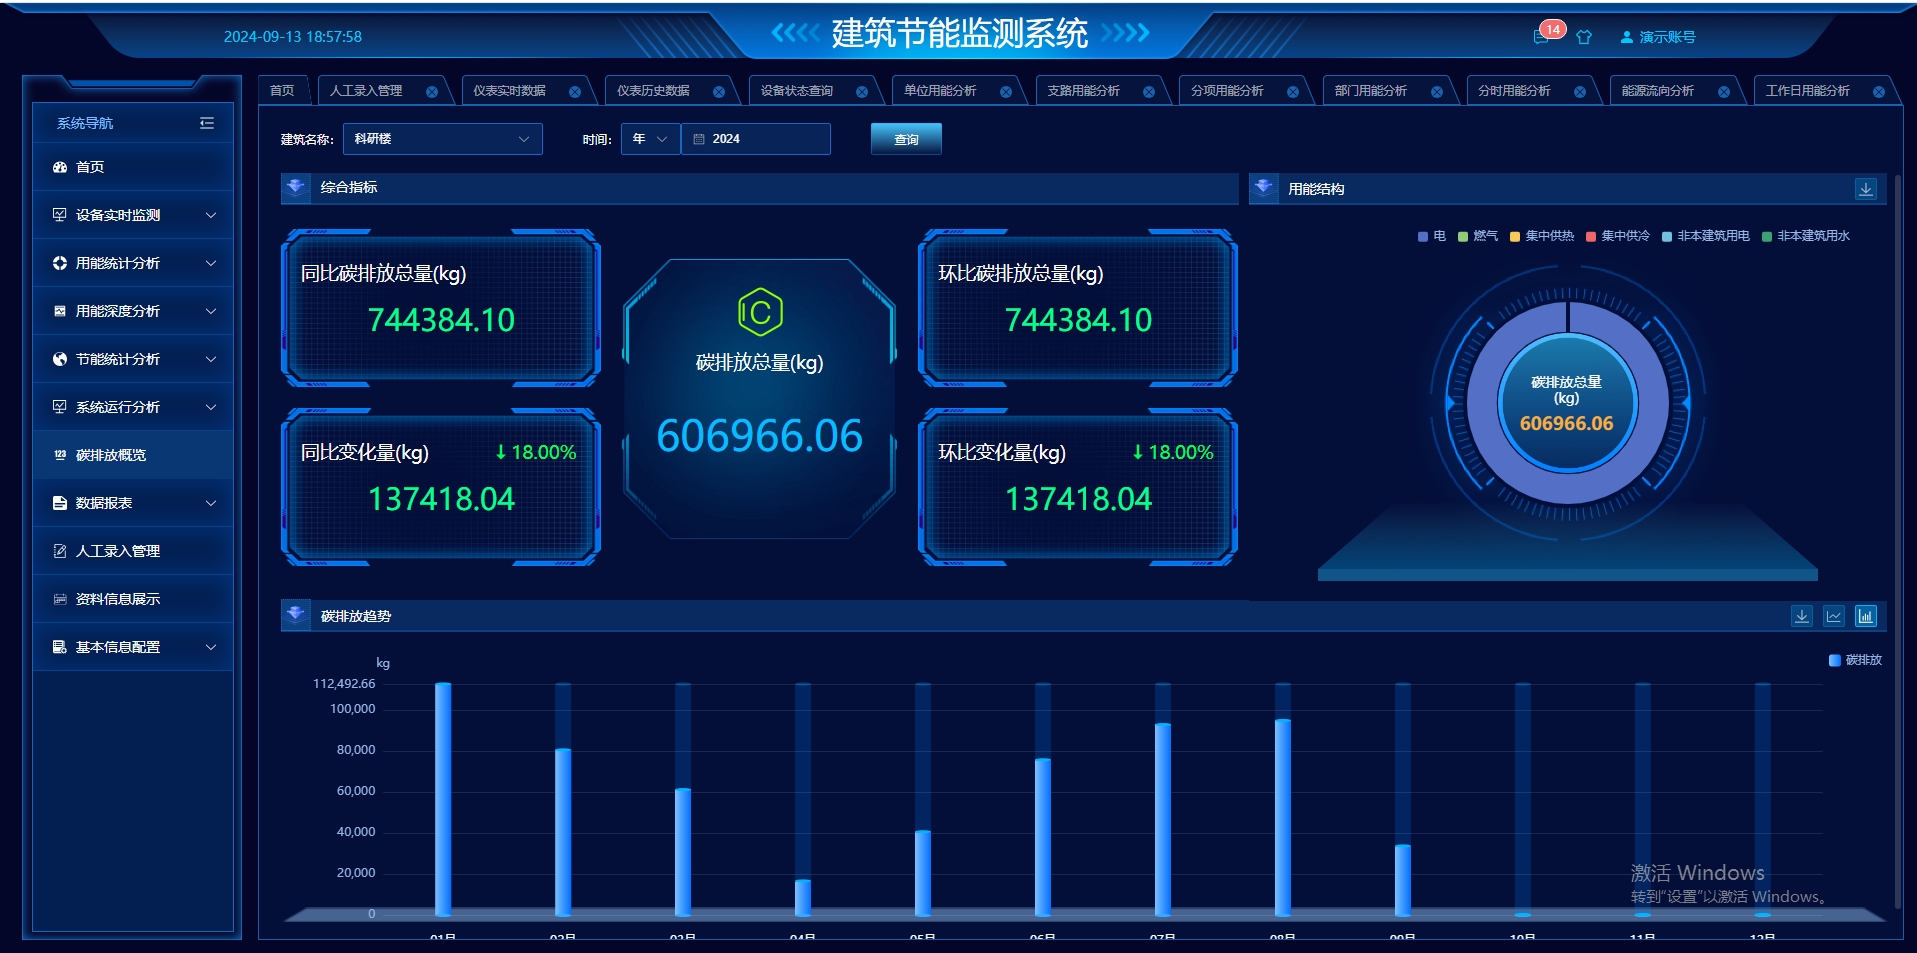 建筑节能监测系统
2024-09-13 18:57:58
14
演示账号
首页 人工录入管理 仪表实时数据 仪表历史数据 设备状态查询 单位用能分析 支路用能分析 分项用能分析 部门用能分析 分时用能分析 能源流向分析 工作日用能分析
系统导航
首页
设备实时监测
用能统计分析
用能深度分析
节能统计分析
系统运行分析
碳排放概览
数据报表
人工录入管理
资料信息展示
基本信息配置
建筑名称: 科研楼 时间: 年 2024 查询
综合指标
同比碳排放总量(kg)
744384.10
同比变化量(kg) ↓18.00%
137418.04
碳排放总量(kg)
606966.06
环比碳排放总量(kg)
744384.10
环比变化量(kg) ↓18.00%
137418.04
用能结构
电 燃气 集中供热 集中供冷 非本建筑用电 非本建筑用水
碳排放总量
(kg)
606966.06
碳排放趋势
kg
碳排放
112,492.66
100,000
80,000
60,000
40,000
20,000
0
01月 02月 03月 04月 05月 06月 07月 08月 09月 10月 11月 12月
激活 Windows
转到"设置"以激活 Windows。